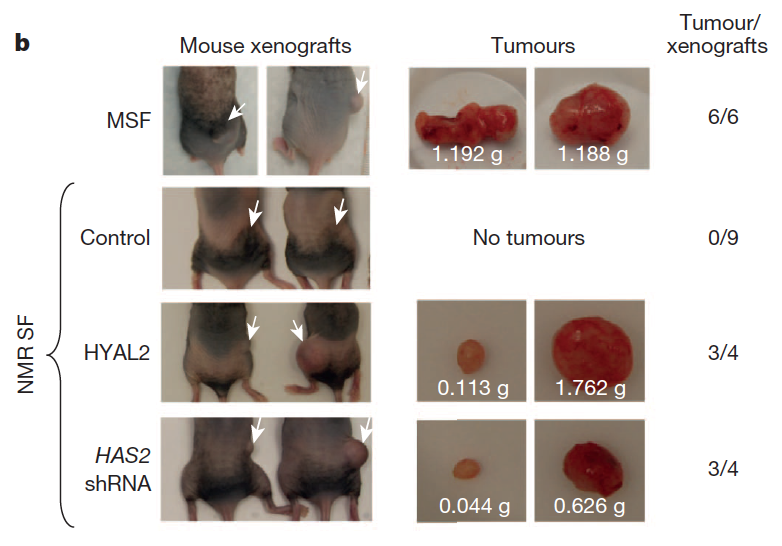 b
Mouse xenografts
Tumours
Tumour/
xenografts
MSF
1.192 g
1.188 g
6/6
NMR SF
Control
No tumours
0/9
HYAL2
0.113 g
1.762 g
3/4
HAS2
shRNA
0.044 g
0.626 g
3/4